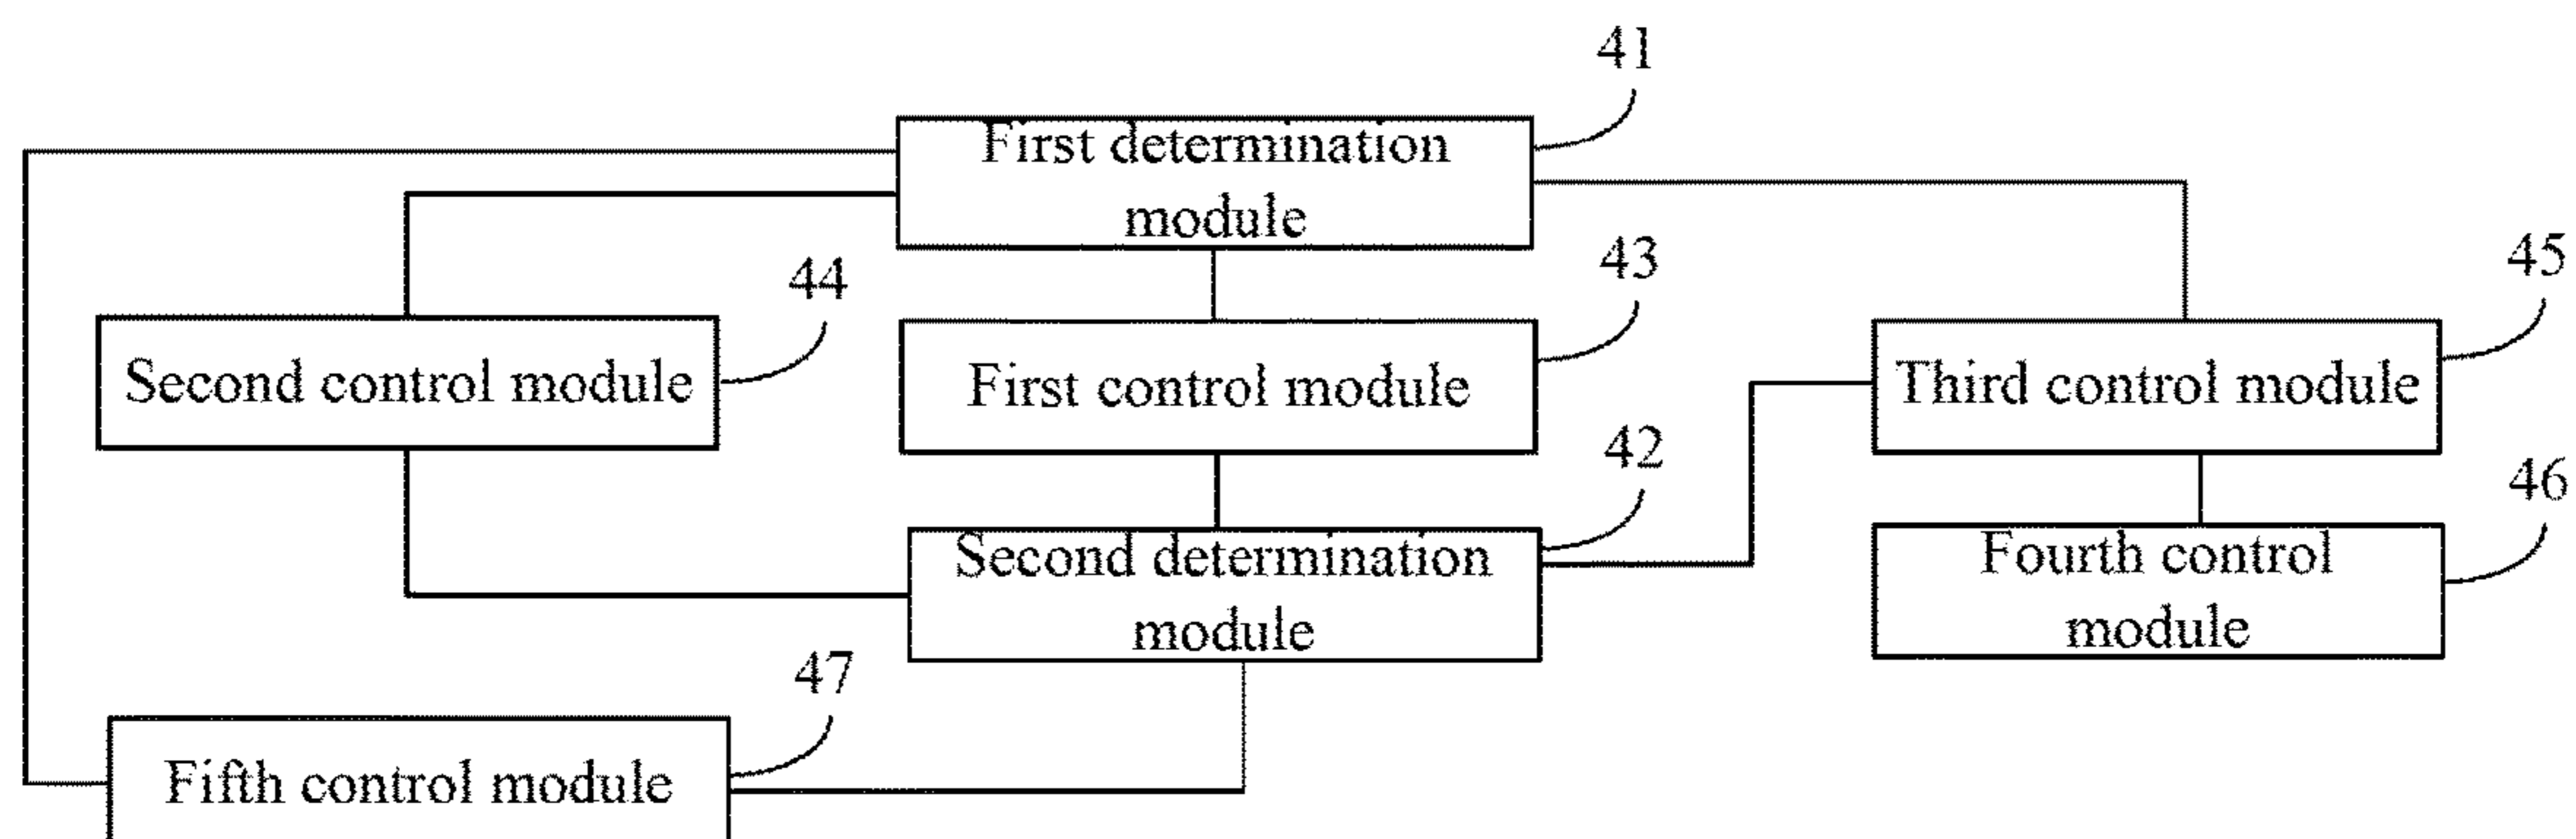 41
First determination
module
44
43
45
Second control module
First control module
Third control module
42
46
Second determination
module
Fourth control
module
47
Fifth control module